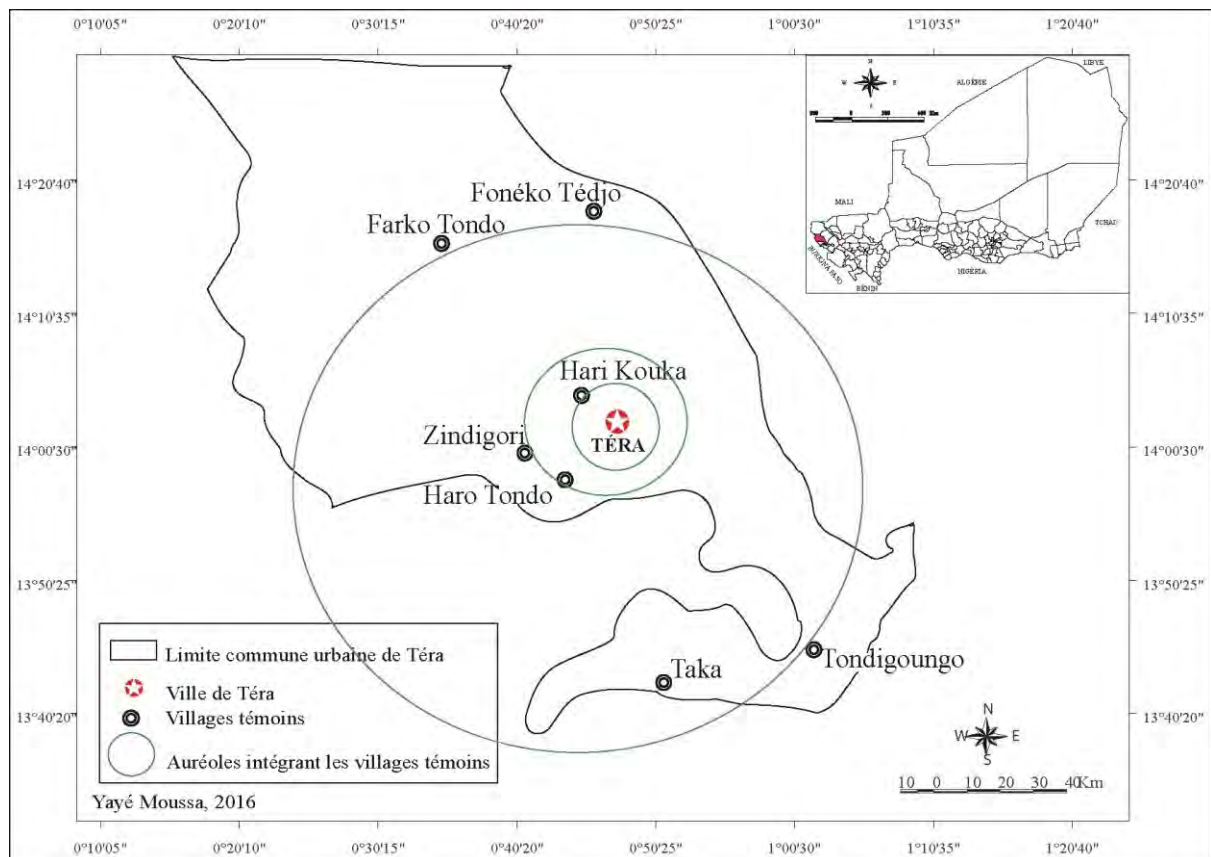 0°10'05" 0°20'10" 0°30'15" 0°40'20" 0°50'25" 1°00'30" 1°10'35" 1°20'40"
N
W E
S
ALGÉRIE
LIBYE
Km
MALI
TCHAD
BURKINA FASO
NIGÉRIA
BÉNIN
14°20'40" 14°20'40"
Fonéko Tédjo
Farko Tondo
14°10'35" 14°10'35"
Hari Kouka
TÉRA
Zindigori
14°00'30" 14°00'30"
Haro Tondo
13°50'25" 13°50'25"
Taka
Tondigoungo
13°40'20" 13°40'20"
Limite commune urbaine de Téra
Ville de Téra
Villages témoins
Auréoles intégrant les villages témoins
N
W E
S
10 0 10 20 30 40 Km
Yayé Moussa, 2016
0°10'05" 0°20'10" 0°30'15" 0°40'20" 0°50'25" 1°00'30" 1°10'35" 1°20'40"